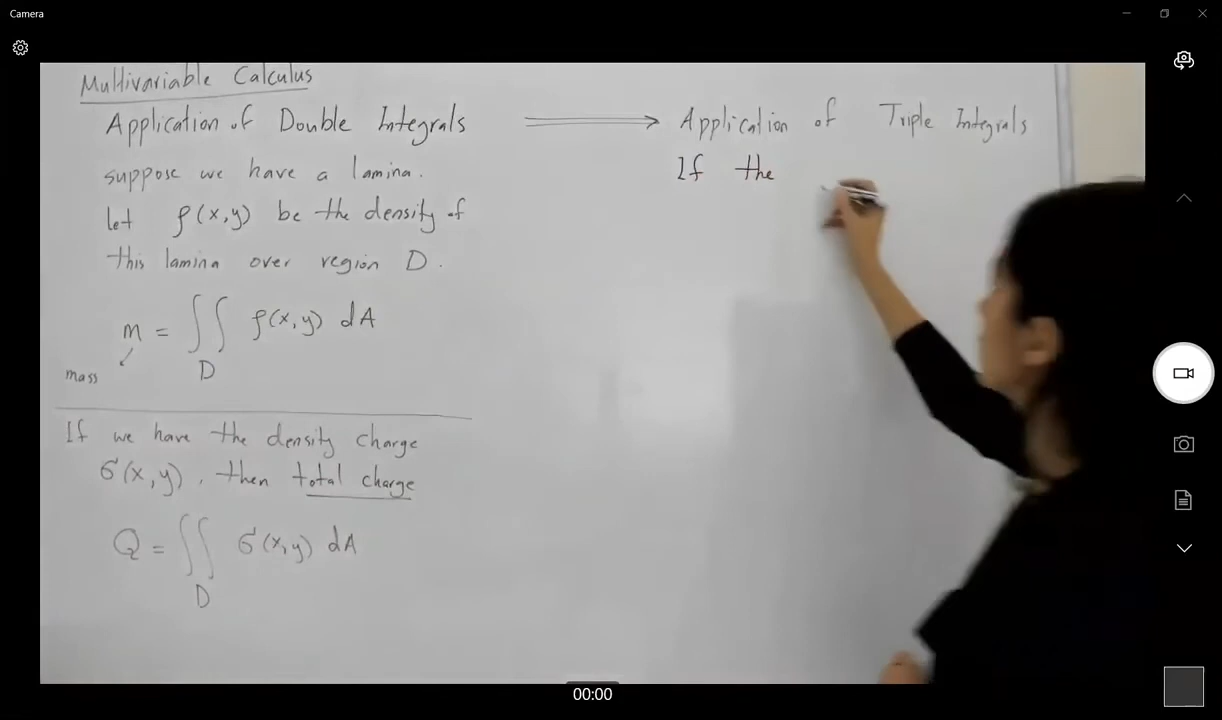 Camera
Multivariable Calculus
Application of Double Integrals
suppose we have a lamina.
let ρ(x,y) be the density of
this lamina over region D.
m = ∬ ρ(x,y) dA
D
mass
If we have the density charge
σ(x,y), then total charge
Q = ∬ σ(x,y) dA
D
⟹ Application of Triple Integrals
If the
00:00